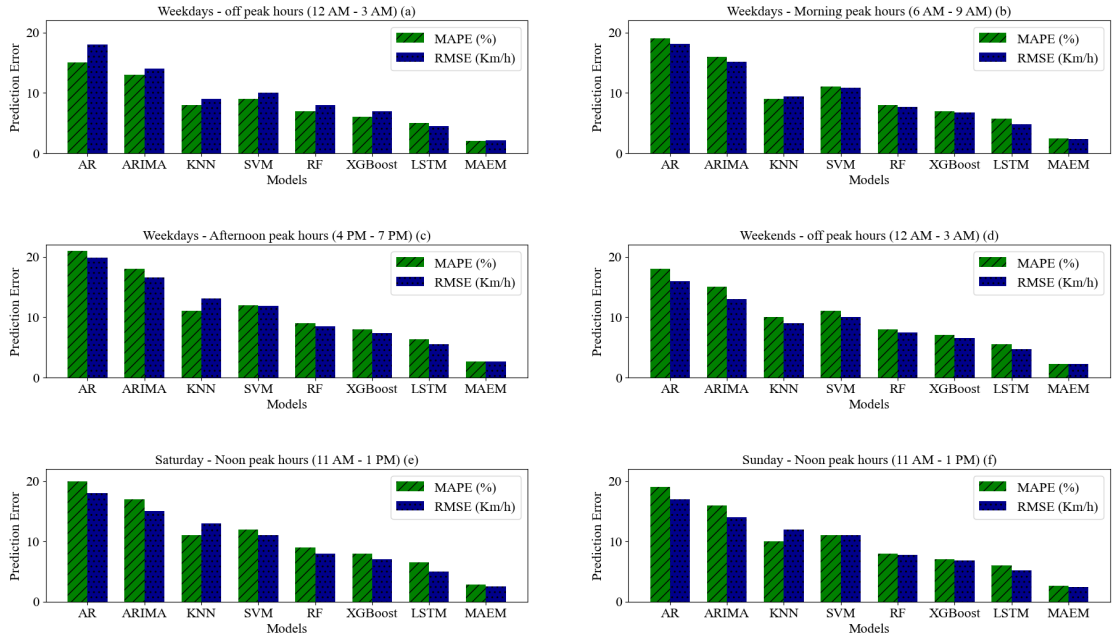 Weekdays - off peak hours (12 AM - 3 AM) (a)
Prediction Error
20
10
0
MAPE (%)
RMSE (Km/h)
AR ARIMA KNN SVM RF XGBoost LSTM MAEM
Models
Weekdays - Morning peak hours (6 AM - 9 AM) (b)
Prediction Error
20
10
0
MAPE (%)
RMSE (Km/h)
AR ARIMA KNN SVM RF XGBoost LSTM MAEM
Models
Weekdays - Afternoon peak hours (4 PM - 7 PM) (c)
Prediction Error
20
10
0
MAPE (%)
RMSE (Km/h)
AR ARIMA KNN SVM RF XGBoost LSTM MAEM
Models
Weekends - off peak hours (12 AM - 3 AM) (d)
Prediction Error
20
10
0
MAPE (%)
RMSE (Km/h)
AR ARIMA KNN SVM RF XGBoost LSTM MAEM
Models
Saturday - Noon peak hours (11 AM - 1 PM) (e)
Prediction Error
20
10
0
MAPE (%)
RMSE (Km/h)
AR ARIMA KNN SVM RF XGBoost LSTM MAEM
Models
Sunday - Noon peak hours (11 AM - 1 PM) (f)
Prediction Error
20
10
0
MAPE (%)
RMSE (Km/h)
AR ARIMA KNN SVM RF XGBoost LSTM MAEM
Models